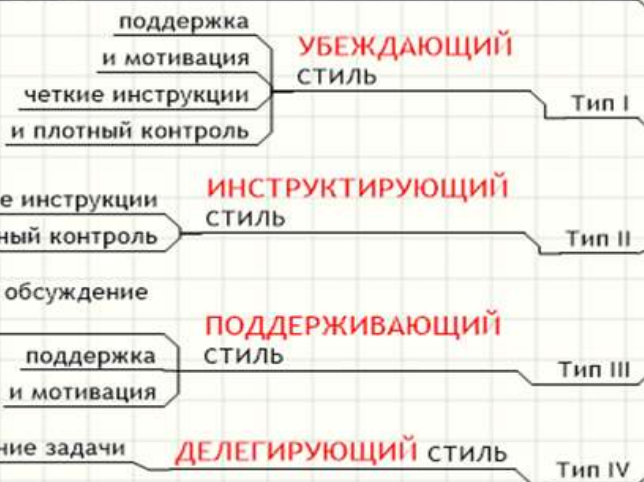 поддержка
и мотивация
четкие инструкции
и плотный контроль
УБЕЖДАЮЩИЙ
СТИЛЬ
Тип I
инструкции
контроль
ИНСТРУКТИРУЮЩИЙ
СТИЛЬ
Тип II
обсуждение
поддержка
и мотивация
ПОДДЕРЖИВАЮЩИЙ
СТИЛЬ
Тип III
задачи
ДЕЛЕГИРУЮЩИЙ СТИЛЬ
Тип IV